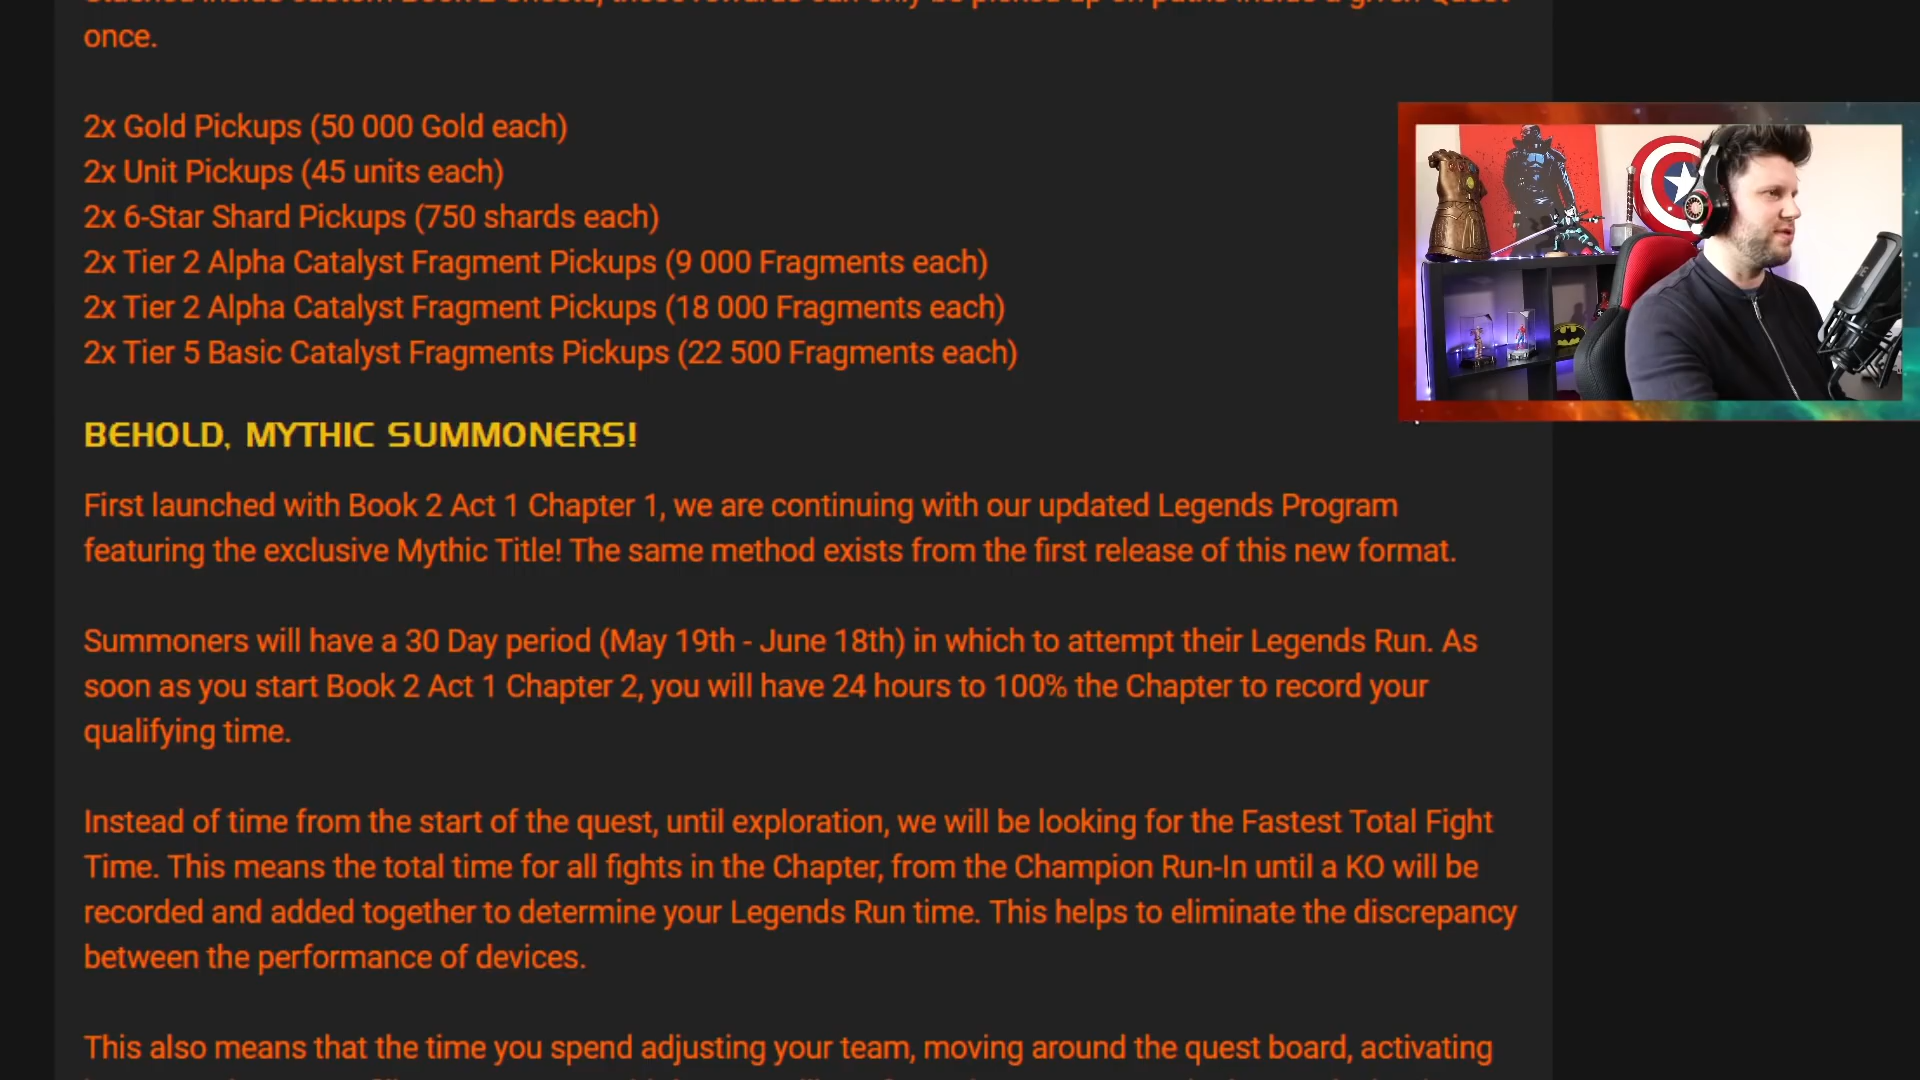 once.
2x Gold Pickups (50 000 Gold each)
2x Unit Pickups (45 units each)
2x 6-Star Shard Pickups (750 shards each)
2x Tier 2 Alpha Catalyst Fragment Pickups (9 000 Fragments each)
2x Tier 2 Alpha Catalyst Fragment Pickups (18 000 Fragments each)
2x Tier 5 Basic Catalyst Fragments Pickups (22 500 Fragments each)
BEHOLD, MYTHIC SUMMONERS!
First launched with Book 2 Act 1 Chapter 1, we are continuing with our updated Legends Program
featuring the exclusive Mythic Title! The same method exists from the first release of this new format.
Summoners will have a 30 Day period (May 19th - June 18th) in which to attempt their Legends Run. As
soon as you start Book 2 Act 1 Chapter 2, you will have 24 hours to 100% the Chapter to record your
qualifying time.
Instead of time from the start of the quest, until exploration, we will be looking for the Fastest Total Fight
Time. This means the total time for all fights in the Chapter, from the Champion Run-In until a KO will be
recorded and added together to determine your Legends Run time. This helps to eliminate the discrepancy
between the performance of devices.
This also means that the time you spend adjusting your team, moving around the quest board, activating